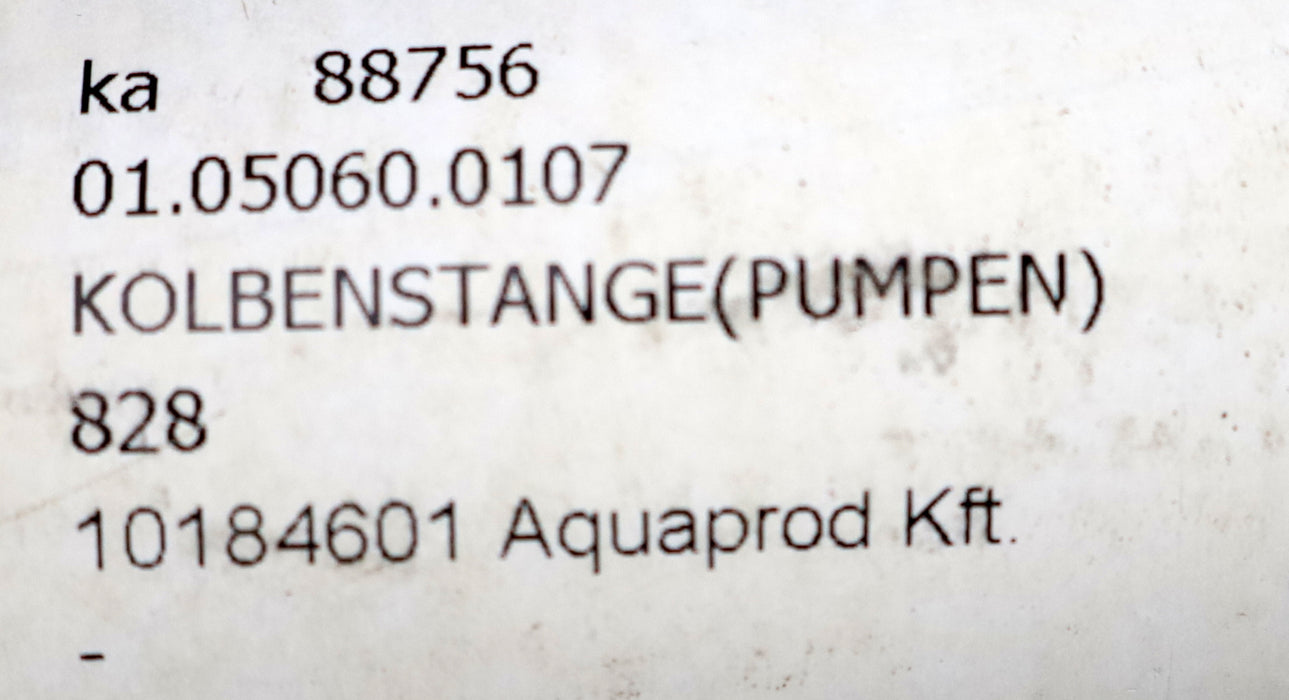 ka 88756
01.05060.0107
KOLBENSTANGE(PUMPEN)
828
10184601 Aquaprod Kft.
-